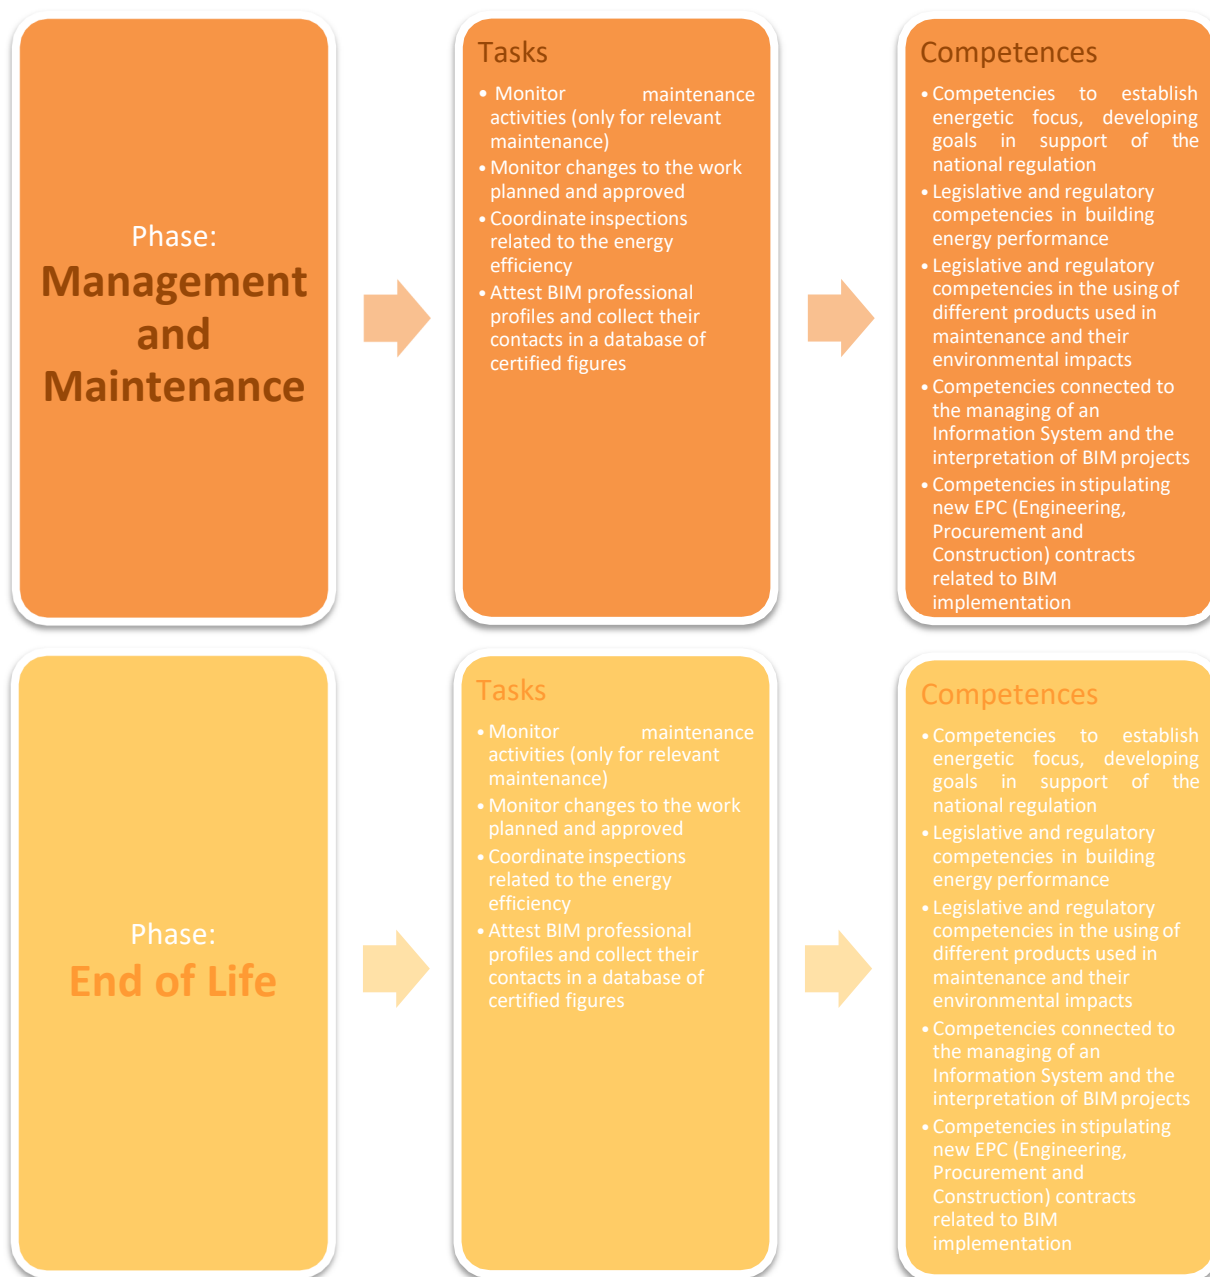 Phase:
Management
and
Maintenance
Tasks
• Monitor maintenance
activities (only for relevant
maintenance)
• Monitor changes to the work
planned and approved
• Coordinate inspections
related to the energy
efficiency
• Attest BIM professional
profiles and collect their
contacts in a database of
certified figures
Competences
• Competencies to establish
energetic focus, developing
goals in support of the
national regulation
• Legislative and regulatory
competencies in building
energy performance
• Legislative and regulatory
competencies in the using of
different products used in
maintenance and their
environmental impacts
• Competencies connected to
the managing of an
Information System and the
interpretation of BIM projects
• Competencies in stipulating
new EPC (Engineering,
Procurement and
Construction) contracts
related to BIM
implementation
Phase:
End of Life
Tasks
• Monitor maintenance
activities (only for relevant
maintenance)
• Monitor changes to the work
planned and approved
• Coordinate inspections
related to the energy
efficiency
• Attest BIM professional
profiles and collect their
contacts in a database of
certified figures
Competences
• Competencies to establish
energetic focus, developing
goals in support of the
national regulation
• Legislative and regulatory
competencies in building
energy performance
• Legislative and regulatory
competencies in the using of
different products used in
maintenance and their
environmental impacts
• Competencies connected to
the managing of an
Information System and the
interpretation of BIM projects
• Competencies in stipulating
new EPC (Engineering,
Procurement and
Construction) contracts
related to BIM
implementation